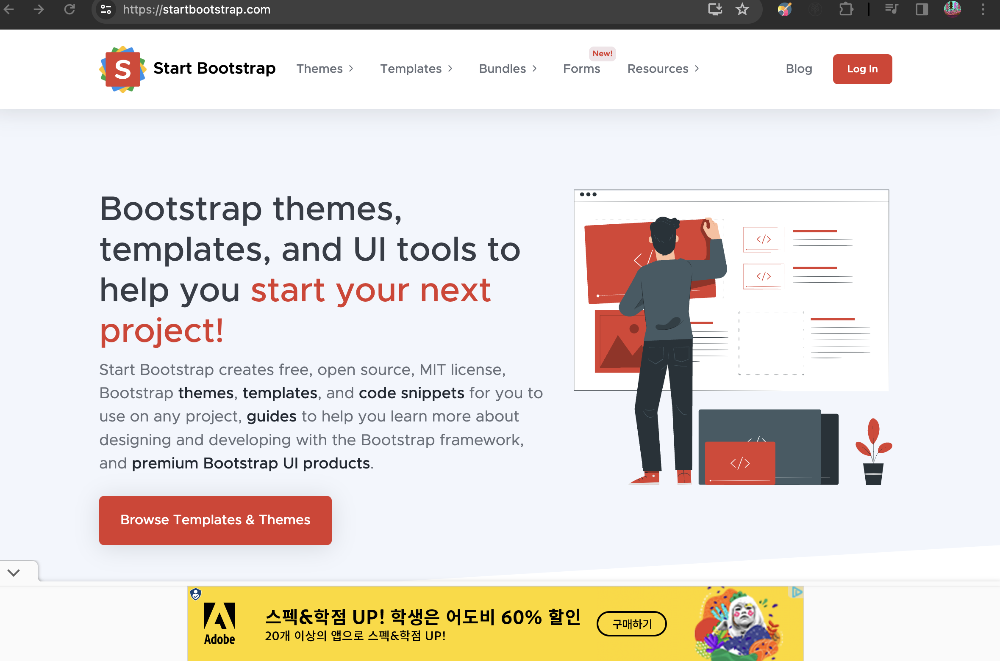 https://startbootstrap.com
S
Start Bootstrap
Themes
Templates
Bundles
Forms
New!
Resources
Blog
Log In
Bootstrap themes,
templates, and UI tools to
help you start your next
project!
Start Bootstrap creates free, open source, MIT license,
Bootstrap themes, templates, and code snippets for you to
use on any project, guides to help you learn more about
designing and developing with the Bootstrap framework,
and premium Bootstrap UI products.
Browse Templates & Themes
</>
</>
</>
Adobe
스펙&학점 UP! 학생은 어도비 60% 할인
20개 이상의 앱으로 스펙&학점 UP!
구매하기